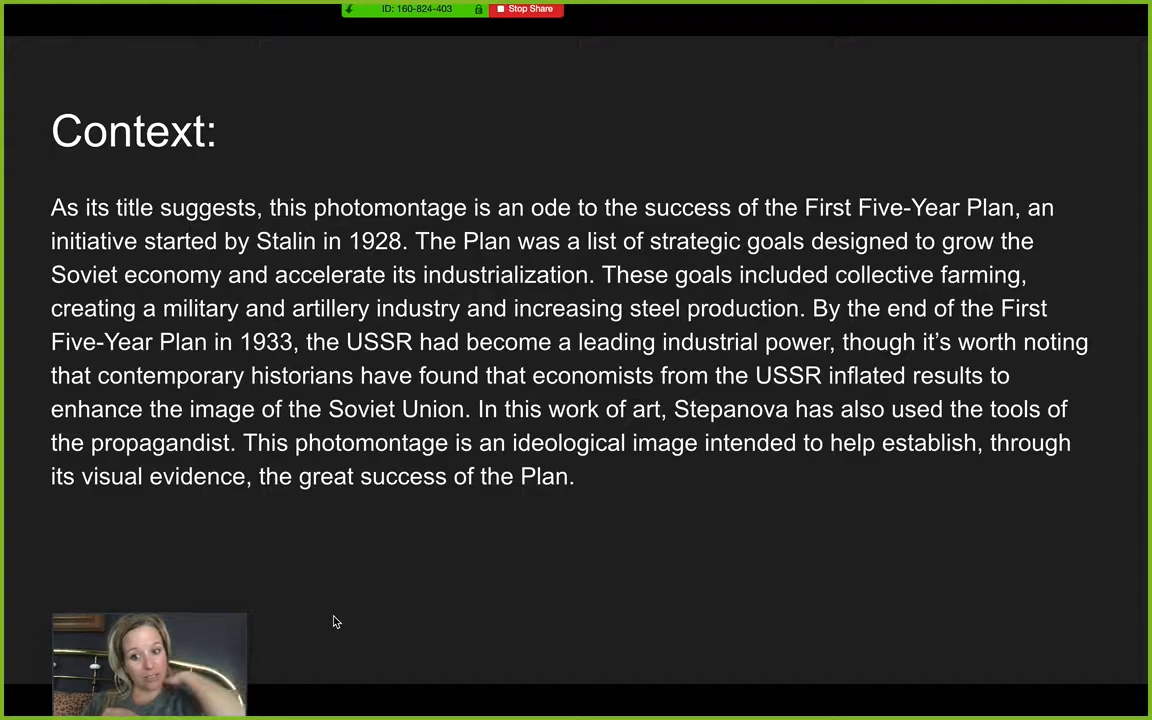 ID: 160-824-403
Stop Share
Context:
As its title suggests, this photomontage is an ode to the success of the First Five-Year Plan, an
initiative started by Stalin in 1928. The Plan was a list of strategic goals designed to grow the
Soviet economy and accelerate its industrialization. These goals included collective farming,
creating a military and artillery industry and increasing steel production. By the end of the First
Five-Year Plan in 1933, the USSR had become a leading industrial power, though it’s worth noting
that contemporary historians have found that economists from the USSR inflated results to
enhance the image of the Soviet Union. In this work of art, Stepanova has also used the tools of
the propagandist. This photomontage is an ideological image intended to help establish, through
its visual evidence, the great success of the Plan.